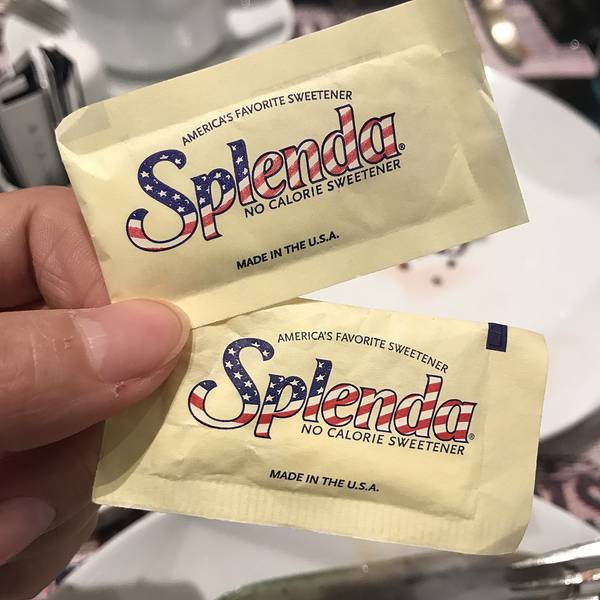 AMERICA'S FAVORITE SWEETENER
Splenda®
NO CALORIE SWEETENER
MADE IN THE U.S.A.
AMERICA'S FAVORITE SWEETENER
Splenda®
NO CALORIE SWEETENER
MADE IN THE U.S.A.